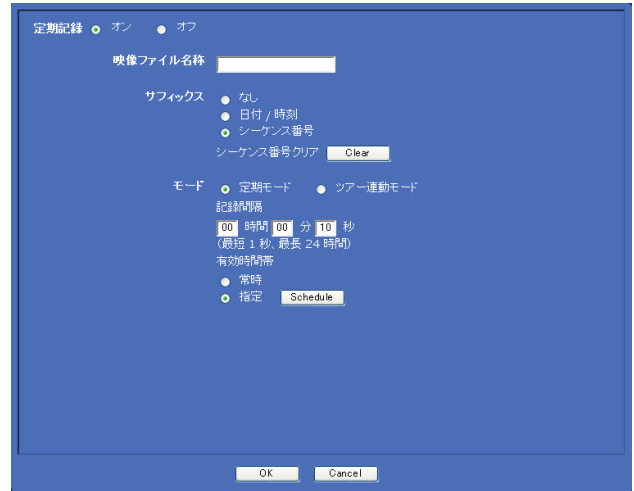 定期記録 オン オフ
映像ファイル名称
サフィックス なし
日付 / 時刻
シーケンス番号
シーケンス番号クリア Clear
モード 定期モード ツアー連動モード
記録間隔
00 時間 00 分 10 秒
(最短 1 秒、最長 24 時間)
有効時間帯
常時
指定 Schedule
OK Cancel